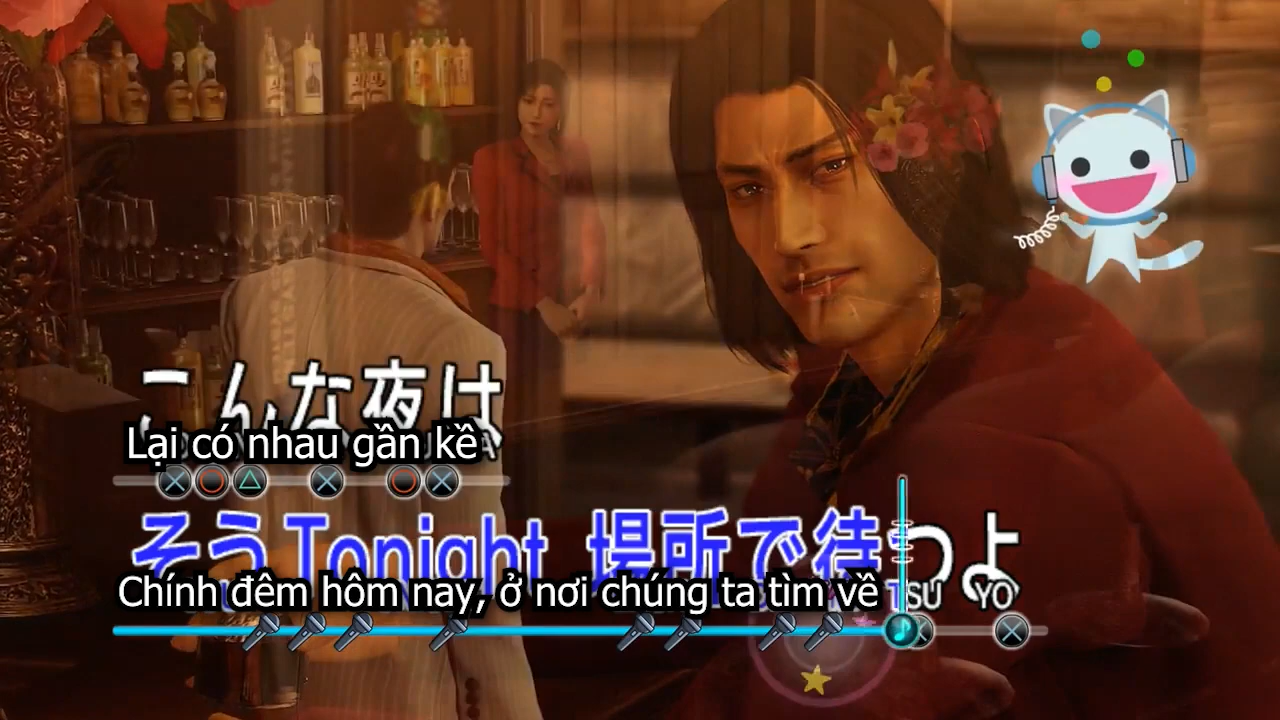 こんな夜は
Lại có nhau gần kề
そう Tonight 場所で待つよ
Chính đêm hôm nay, ở nơi chúng ta tìm về
TSU YO